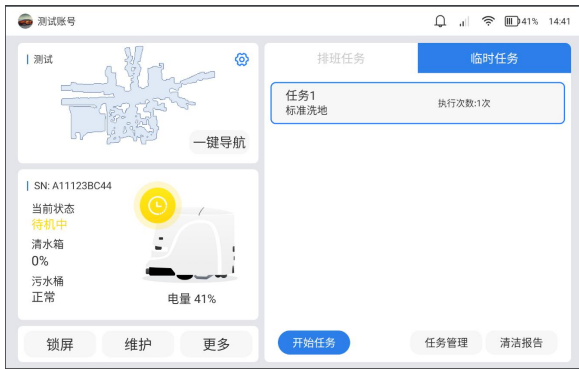 测试账号
41% 14:41
测试
一键导航
SN: A11123BC44
当前状态
待机中
清水箱
0%
污水桶
正常
电量 41%
锁屏 维护 更多
排班任务 临时任务
任务1
标准洗地
执行次数:1次
开始任务 任务管理 清洁报告